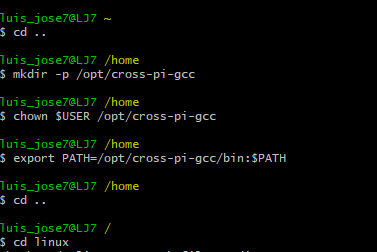 luis_jose7@LJ7 ~
$ cd ..
luis_jose7@LJ7 /home
$ mkdir -p /opt/cross-pi-gcc
luis_jose7@LJ7 /home
$ chown $USER /opt/cross-pi-gcc
luis_jose7@LJ7 /home
$ export PATH=/opt/cross-pi-gcc/bin:$PATH
luis_jose7@LJ7 /home
$ cd ..
luis_jose7@LJ7 /
$ cd linux